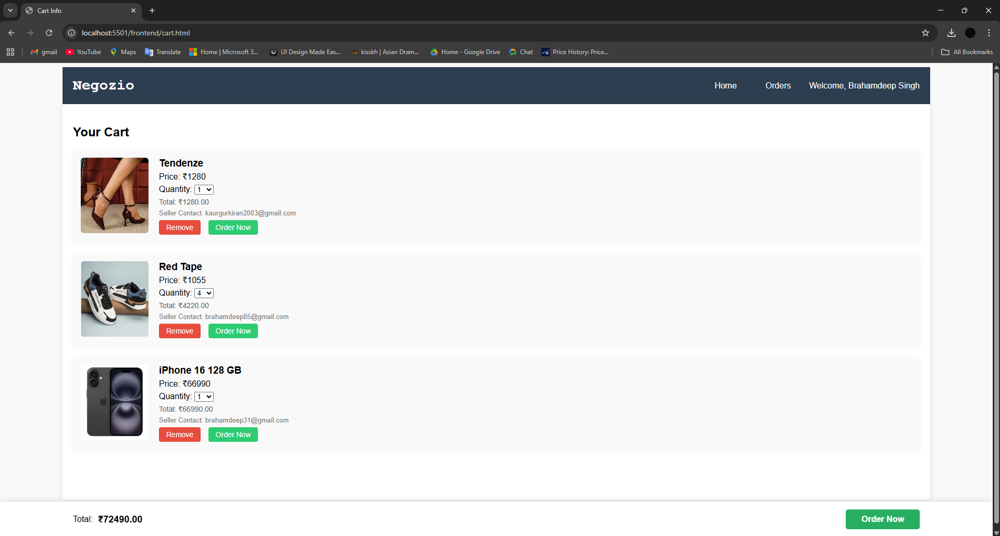 Cart Info
localhost:5501/frontend/cart.html
gmail YouTube Maps Translate Home | Microsoft 3... UI Design Made Eas... kisskh | Asian Dram... Home - Google Drive Chat Price History: Price... All Bookmarks
Negozio Home Orders Welcome, Brahamdeep Singh
Your Cart
Tendenze
Price: ₹1280
Quantity: 1
Total: ₹1280.00
Seller Contact: kaurgurkiran2003@gmail.com
Remove Order Now
Red Tape
Price: ₹1055
Quantity: 4
Total: ₹4220.00
Seller Contact: brahamdeep85@gmail.com
Remove Order Now
iPhone 16 128 GB
Price: ₹66990
Quantity: 1
Total: ₹66990.00
Seller Contact: brahamdeep31@gmail.com
Remove Order Now
Total: ₹72490.00 Order Now